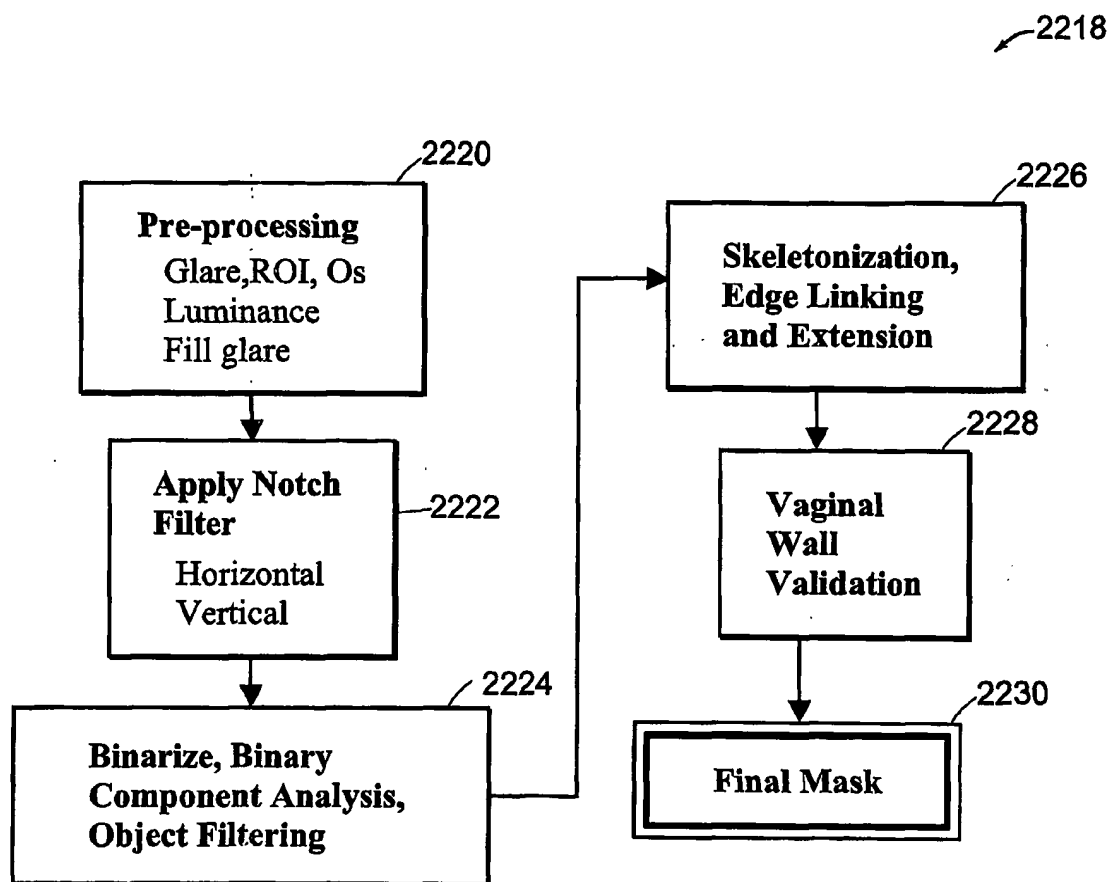 2218
2220
Pre-processing
Glare,ROI, Os
Luminance
Fill glare
2222
Apply Notch
Filter
Horizontal
Vertical
2224
Binarize, Binary
Component Analysis,
Object Filtering
2226
Skeletonization,
Edge Linking
and Extension
2228
Vaginal
Wall
Validation
2230
Final Mask